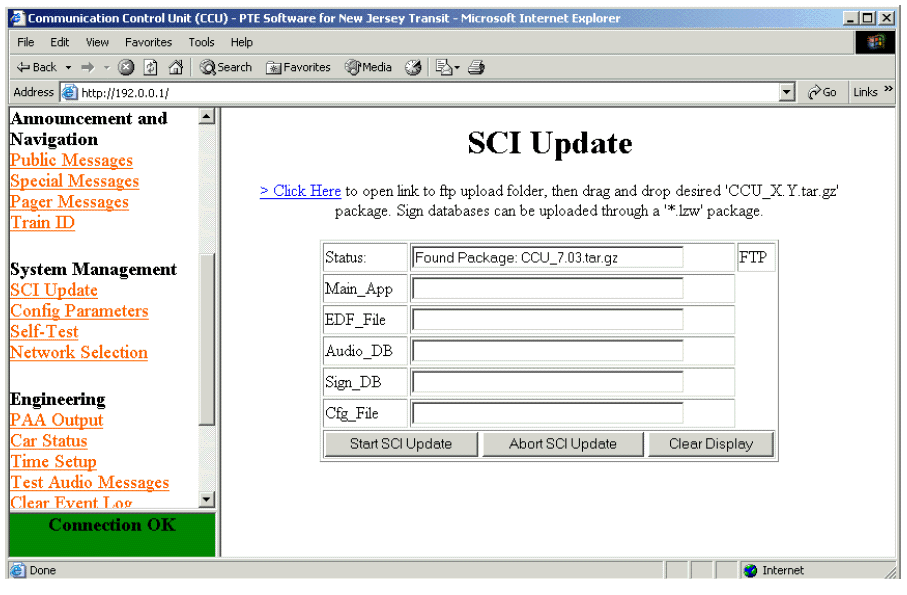 Communication Control Unit (CCU) - PTE Software for New Jersey Transit - Microsoft Internet Explorer
File Edit View Favorites Tools Help
Back Search Favorites Media
Address http://192.0.0.1/ Go Links »
Announcement and
Navigation
Public Messages
Special Messages
Pager Messages
Train ID
System Management
SCI Update
Config Parameters
Self-Test
Network Selection
Engineering
PAA Output
Car Status
Time Setup
Test Audio Messages
Clear Event Log
Connection OK
SCI Update
> Click Here to open link to ftp upload folder, then drag and drop desired 'CCU_X.Y.tar.gz'
package. Sign databases can be uploaded through a '*.lzw' package.
Status: Found Package: CCU_7.03.tar.gz FTP
Main_App
EDF_File
Audio_DB
Sign_DB
Cfg_File
Start SCI Update Abort SCI Update Clear Display
Done Internet